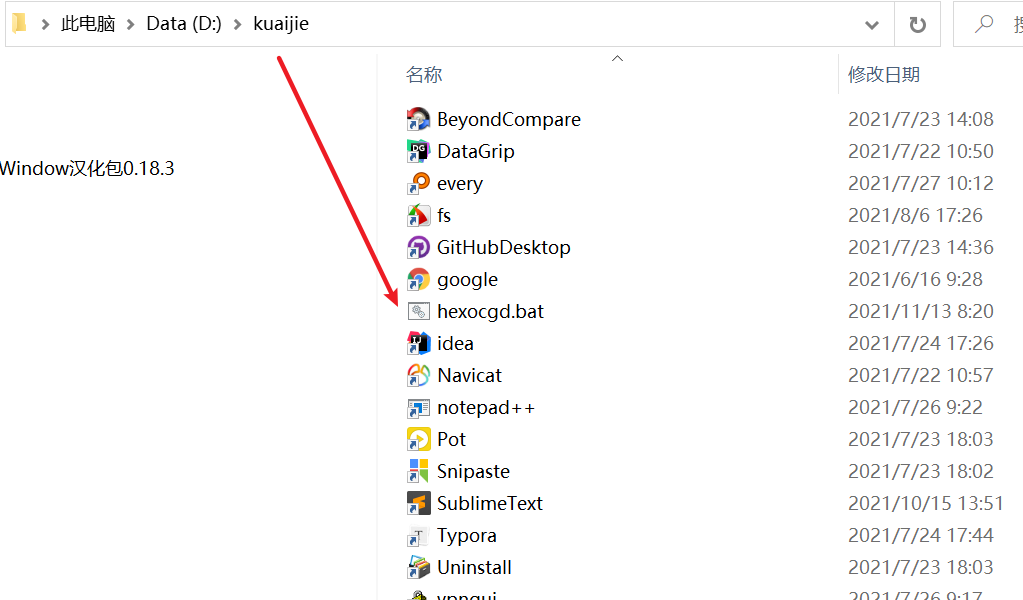 此电脑 > Data (D:) > kuaijie
名称 修改日期
BeyondCompare 2021/7/23 14:08
DataGrip 2021/7/22 10:50
Window汉化包0.18.3
every 2021/7/27 10:12
fs 2021/8/6 17:26
GitHubDesktop 2021/7/23 14:36
google 2021/6/16 9:28
hexocgd.bat 2021/11/13 8:20
idea 2021/7/24 17:26
Navicat 2021/7/22 10:57
notepad++ 2021/7/26 9:22
Pot 2021/7/23 18:03
Snipaste 2021/7/23 18:02
SublimeText 2021/10/15 13:51
Typora 2021/7/24 17:44
Uninstall 2021/7/23 18:03
vpngui 2021/7/26 9:17